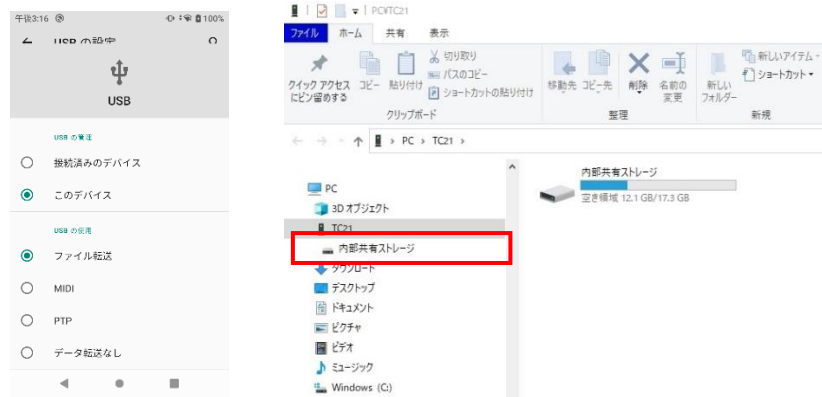 午後3:16
100%
USB の設定
USB
USB の管理
接続済みのデバイス
このデバイス
USB の使用
ファイル転送
MIDI
PTP
データ転送なし
PC¥TC21
ファイル ホーム 共有 表示
クイック アクセス
にピン留めする
コピー
貼り付け
切り取り
パスのコピー
ショートカットの貼り付け
クリップボード
移動先
コピー先
削除
名前の
変更
整理
新しい
フォルダー
新しいアイテム
ショートカット
新規
PC › TC21 ›
PC
3D オブジェクト
TC21
内部共有ストレージ
ダウンロード
デスクトップ
ドキュメント
ピクチャ
ビデオ
ミュージック
Windows (C:)
内部共有ストレージ
空き領域 12.1 GB/17.3 GB